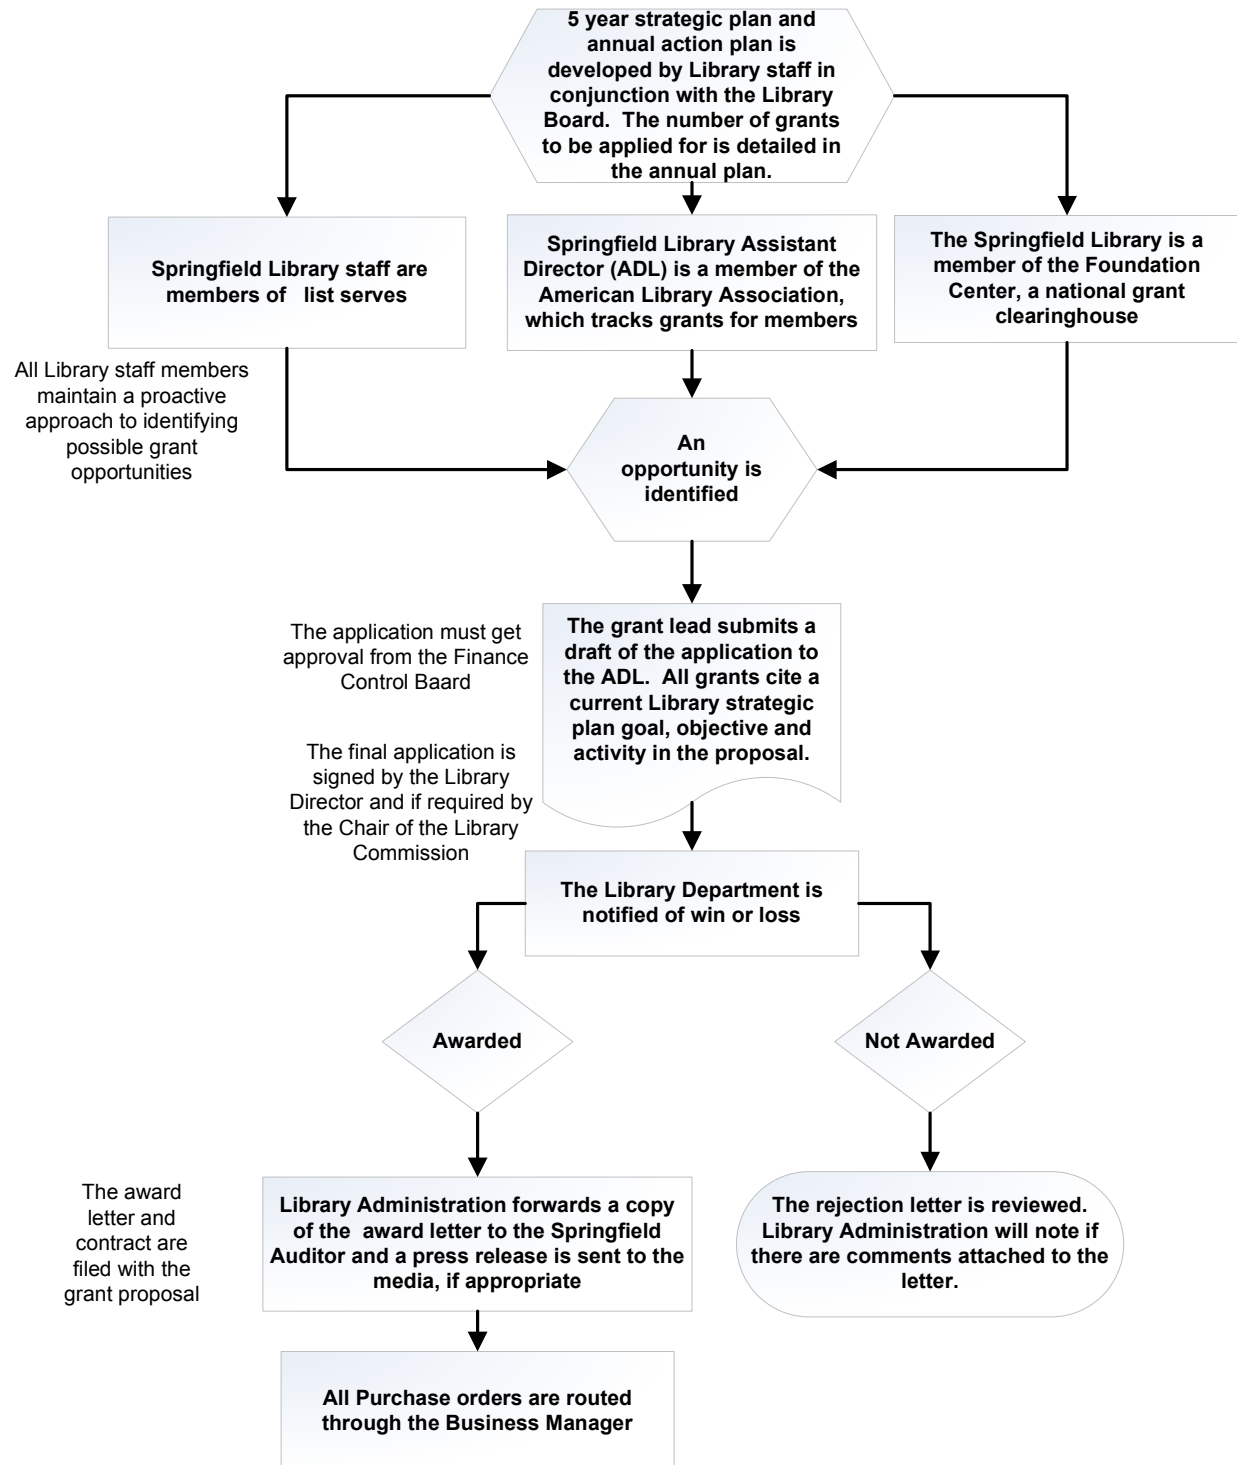 5 year strategic plan and
annual action plan is
developed by Library staff in
conjunction with the Library
Board.  The number of grants
to be applied for is detailed in
the annual plan.
Springfield Library staff are
members of   list serves
Springfield Library Assistant
Director (ADL) is a member of the
American Library Association,
which tracks grants for members
The Springfield Library is a
member of the Foundation
Center, a national grant
clearinghouse
All Library staff members
maintain a proactive
approach to identifying
possible grant
opportunities
An
opportunity is
identified
The application must get
approval from the Finance
Control Baard
The grant lead submits a
draft of the application to
the ADL.  All grants cite a
current Library strategic
plan goal, objective and
activity in the proposal.
The final application is
signed by the Library
Director and if required by
the Chair of the Library
Commission
The Library Department is
notified of win or loss
Awarded
Not Awarded
The award
letter and
contract are
filed with the
grant proposal
Library Administration forwards a copy
of the  award letter to the Springfield
Auditor and a press release is sent to the
media, if appropriate
The rejection letter is reviewed.
Library Administration will note if
there are comments attached to the
letter.
All Purchase orders are routed
through the Business Manager